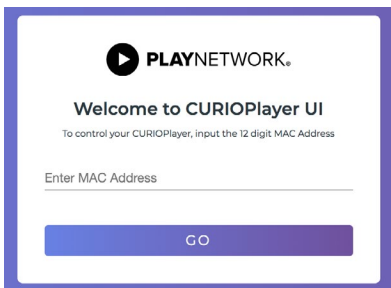 PLAYNETWORK®
Welcome to CURIOPlayer UI
To control your CURIOPlayer, input the 12 digit MAC Address
Enter MAC Address
GO